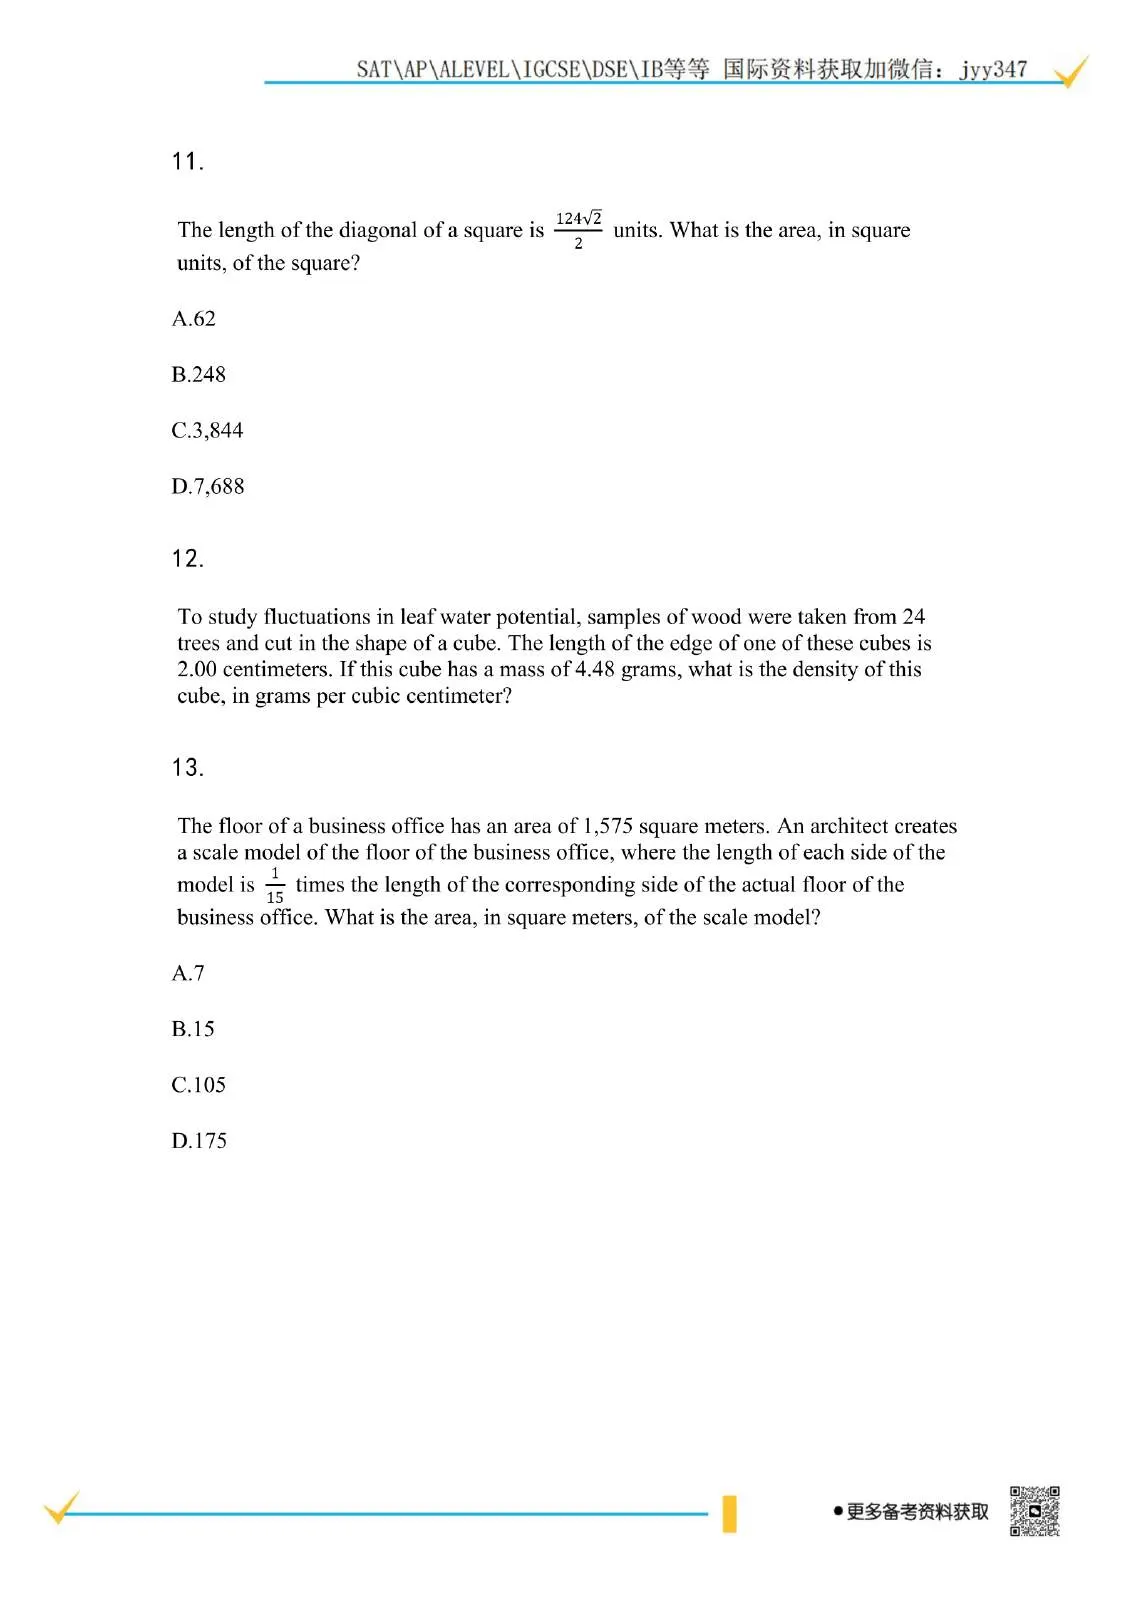 SAT\AP\ALEVEL\IGCSE\DSE\IB等等 国际资料获取加微信：jyy347
11.
The length of the diagonal of a square is 124√2/2 units. What is the area, in square
units, of the square?
A.62
B.248
C.3,844
D.7,688
12.
To study fluctuations in leaf water potential, samples of wood were taken from 24
trees and cut in the shape of a cube. The length of the edge of one of these cubes is
2.00 centimeters. If this cube has a mass of 4.48 grams, what is the density of this
cube, in grams per cubic centimeter?
13.
The floor of a business office has an area of 1,575 square meters. An architect creates
a scale model of the floor of the business office, where the length of each side of the
model is 1/15 times the length of the corresponding side of the actual floor of the
business office. What is the area, in square meters, of the scale model?
A.7
B.15
C.105
D.175
●更多备考资料获取